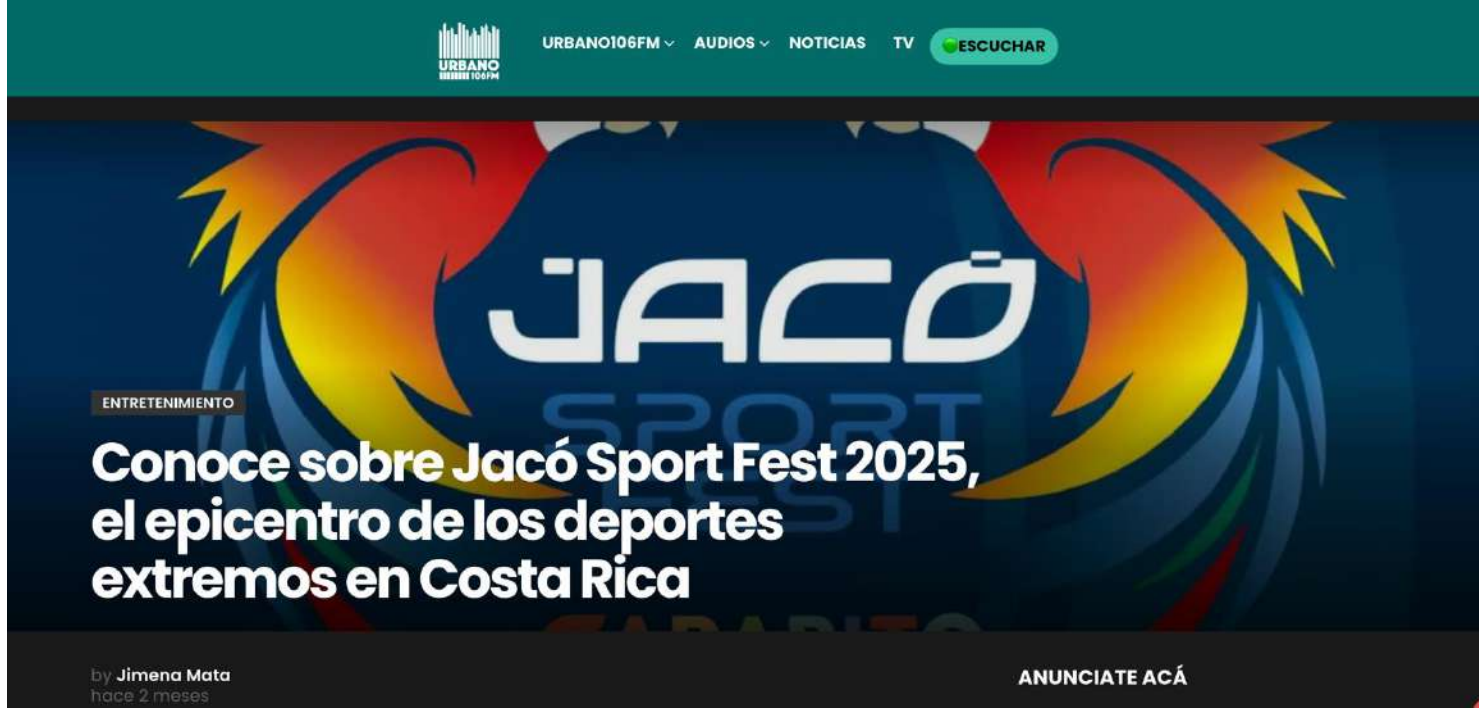 URBANO
106FM
URBANO106FM
AUDIOS
NOTICIAS
TV
ESCUCHAR
JACÓ
SPORT
FEST
GARABITO
ENTRETENIMIENTO
Conoce sobre Jacó Sport Fest 2025,
el epicentro de los deportes
extremos en Costa Rica
by Jimena Mata
hace 2 meses
ANUNCIATE ACÁ